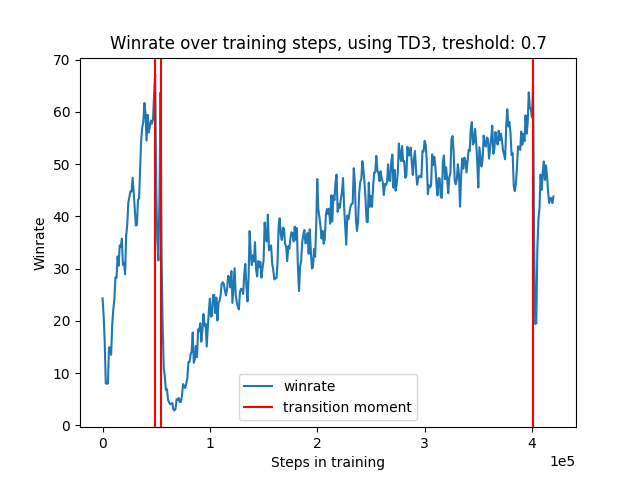 Winrate over training steps, using TD3, treshold: 0.7
70
60
50
40
30
20
10
0
Winrate
winrate
transition moment
0
1
2
3
4
1e5
Steps in training